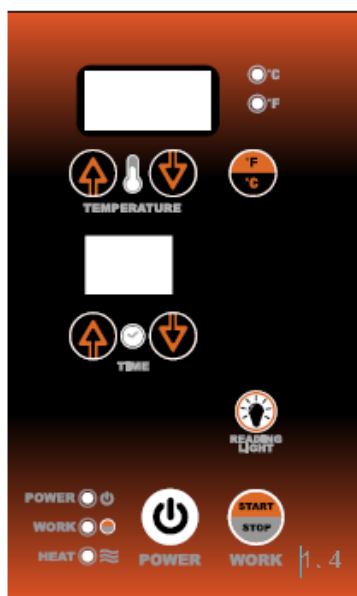 °C
°F
°F
°C
TEMPERATURE
TIME
READING
LIGHT
POWER
WORK
HEAT
START
STOP
POWER
WORK
1.4